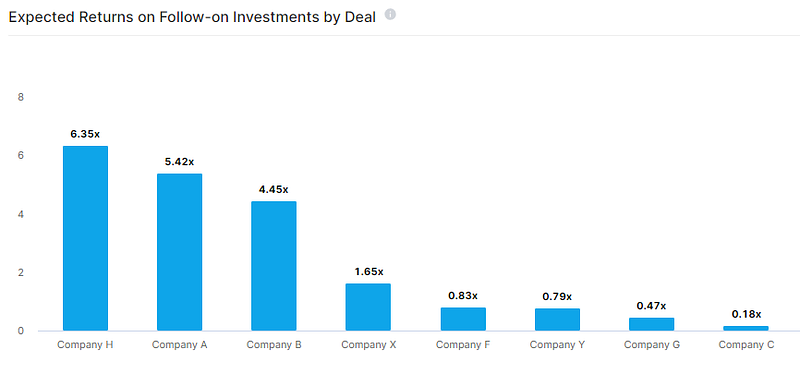 Expected Returns on Follow-on Investments by Deal
8
6
4
2
0
6.35x
5.42x
4.45x
1.65x
0.83x
0.79x
0.47x
0.18x
Company H
Company A
Company B
Company X
Company F
Company Y
Company G
Company C